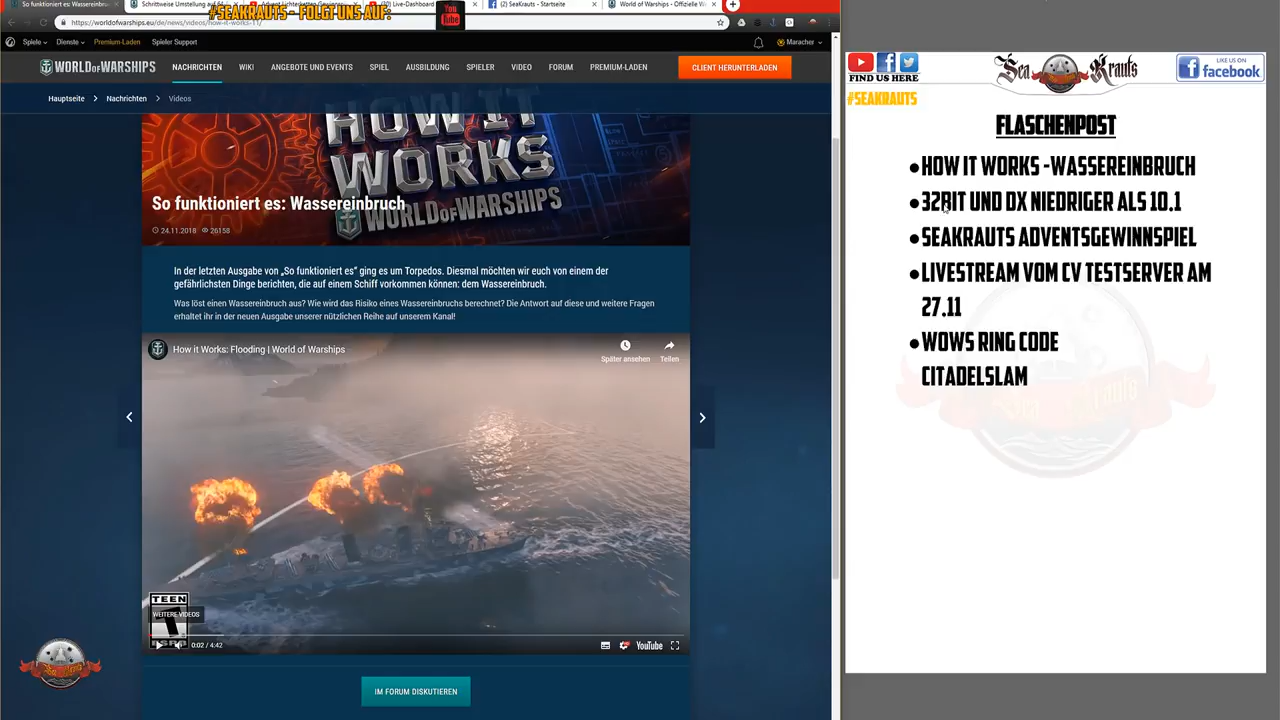 So funktioniert es: Wassereinbruch
Schrittweise Umstellung auf 64
Advent Lichterketten Gewinns
(10) Live-Dashboard
(2) SeaKrauts - Startseite
World of Warships - Offizielle W
#SEAKRAUTS - FOLGT UNS AUF:
You Tube
https://worldofwarships.eu/de/news/videos/how-it-works-11/
Spiele
Dienste
Premium-Laden
Spieler Support
Maracher
WORLD OF WARSHIPS
NACHRICHTEN
WIKI
ANGEBOTE UND EVENTS
SPIEL
AUSBILDUNG
SPIELER
VIDEO
FORUM
PREMIUM-LADEN
CLIENT HERUNTERLADEN
Hauptseite
Nachrichten
Videos
HOW IT
WORKS
WORLD OF WARSHIPS
So funktioniert es: Wassereinbruch
24.11.2018
26158
In der letzten Ausgabe von „So funktioniert es“ ging es um Torpedos. Diesmal möchten wir euch von einem der
gefährlichsten Dinge berichten, die auf einem Schiff vorkommen können: dem Wassereinbruch.
Was löst einen Wassereinbruch aus? Wie wird das Risiko eines Wassereinbruchs berechnet? Die Antwort auf diese und weitere Fragen
erhaltet ihr in der neuen Ausgabe unserer nützlichen Reihe auf unserem Kanal!
How it Works: Flooding | World of Warships
Später ansehen
Teilen
TEEN
WEITERE VIDEOS
T
ESRB
0:02 / 4:42
YouTube
IM FORUM DISKUTIEREN
FIND US HERE
Sea Krauts
LIKE US ON
facebook
#SEAKRAUTS
FLASCHENPOST
•HOW IT WORKS -WASSEREINBRUCH
•32BIT UND DX NIEDRIGER ALS 10.1
•SEAKRAUTS ADVENTSGEWINNSPIEL
•LIVESTREAM VOM CV TESTSERVER AM
27.11
•WOWS RING CODE
CITADELSLAM